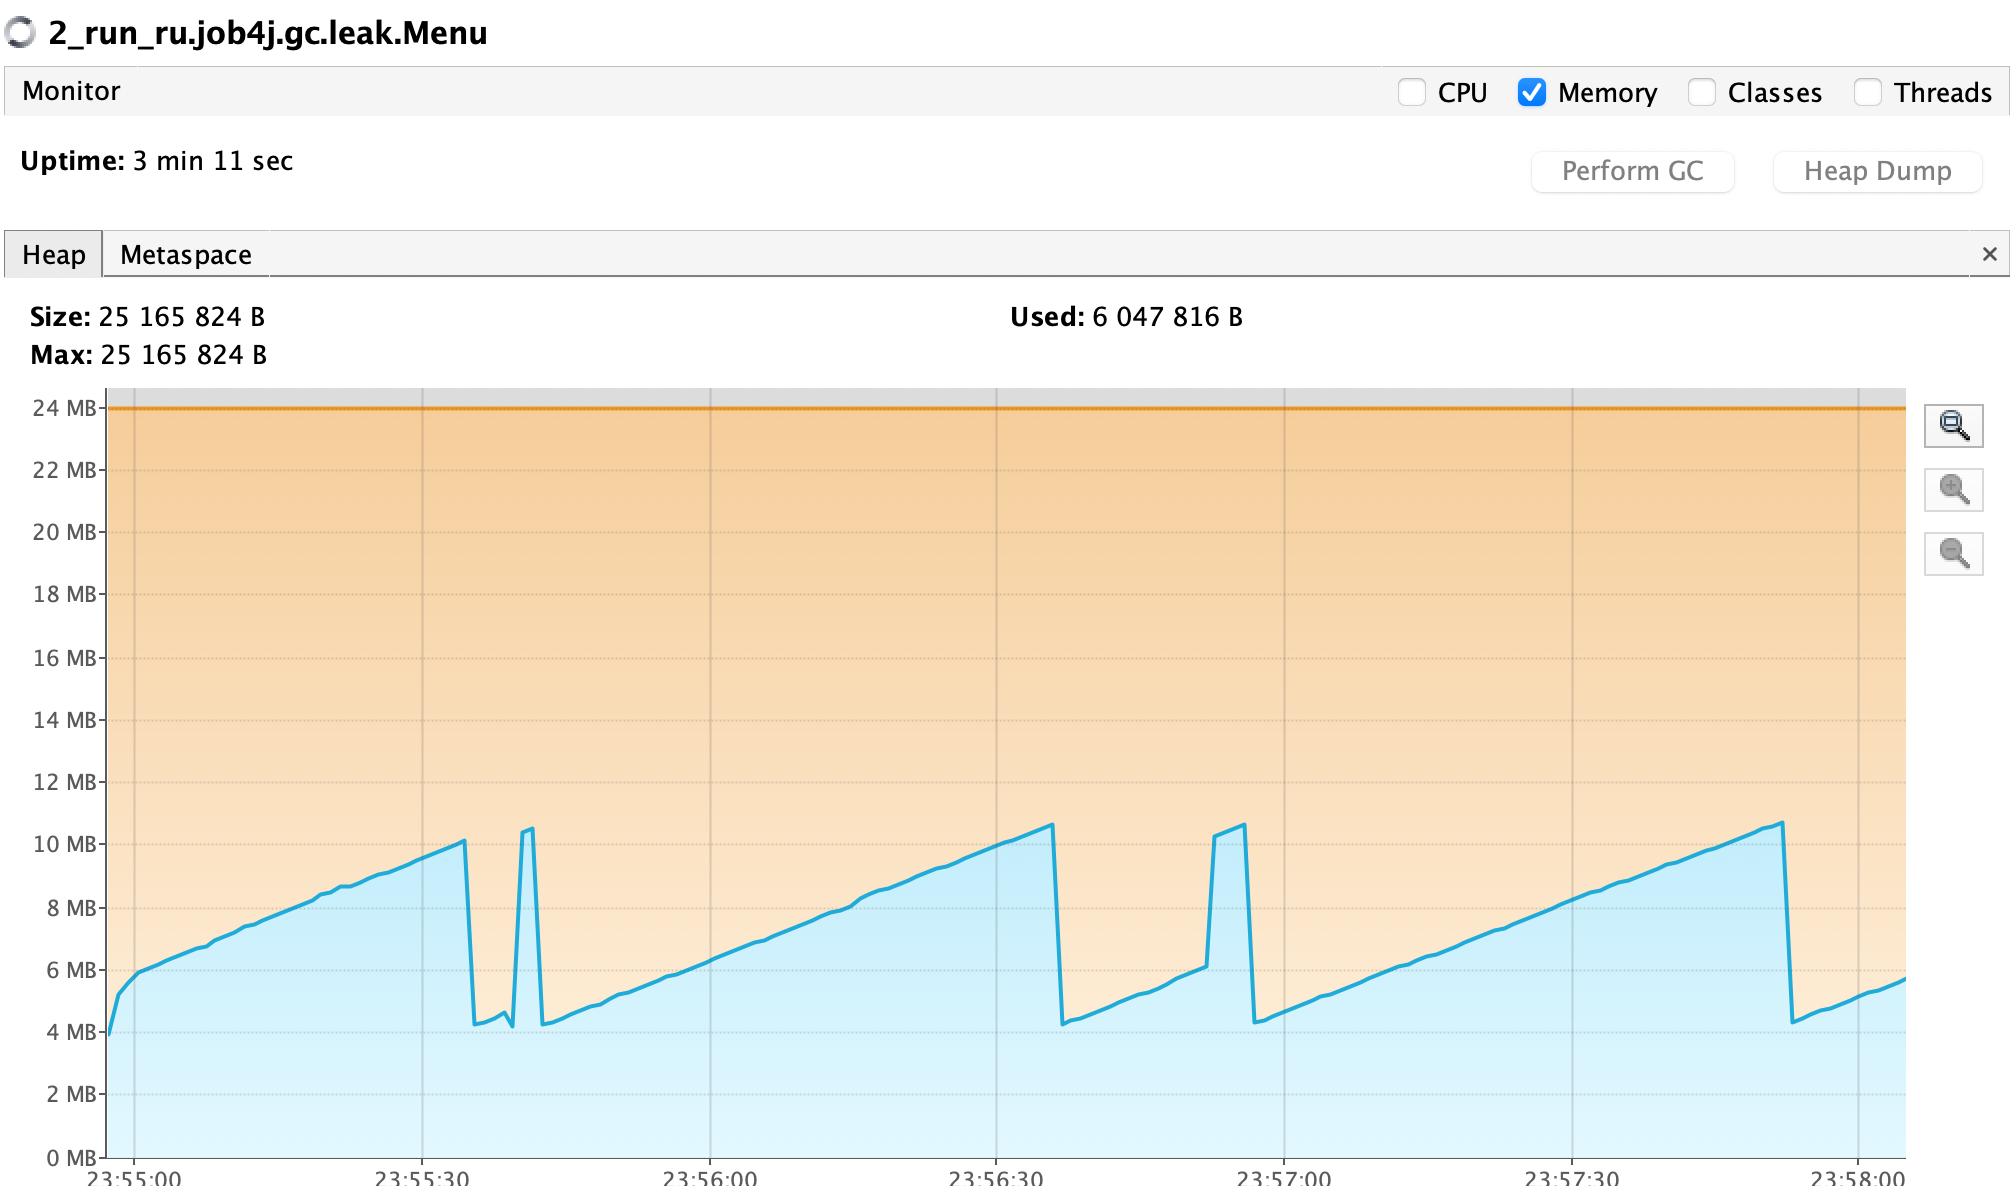 2_run_ru.job4j.gc.leak.Menu
Monitor CPU Memory Classes Threads
Uptime: 3 min 11 sec Perform GC Heap Dump
Heap Metaspace
Size: 25 165 824 B Used: 6 047 816 B
Max: 25 165 824 B
24 MB
22 MB
20 MB
18 MB
16 MB
14 MB
12 MB
10 MB
8 MB
6 MB
4 MB
2 MB
0 MB
23:55:00 23:55:30 23:56:00 23:56:30 23:57:00 23:57:30 23:58:00